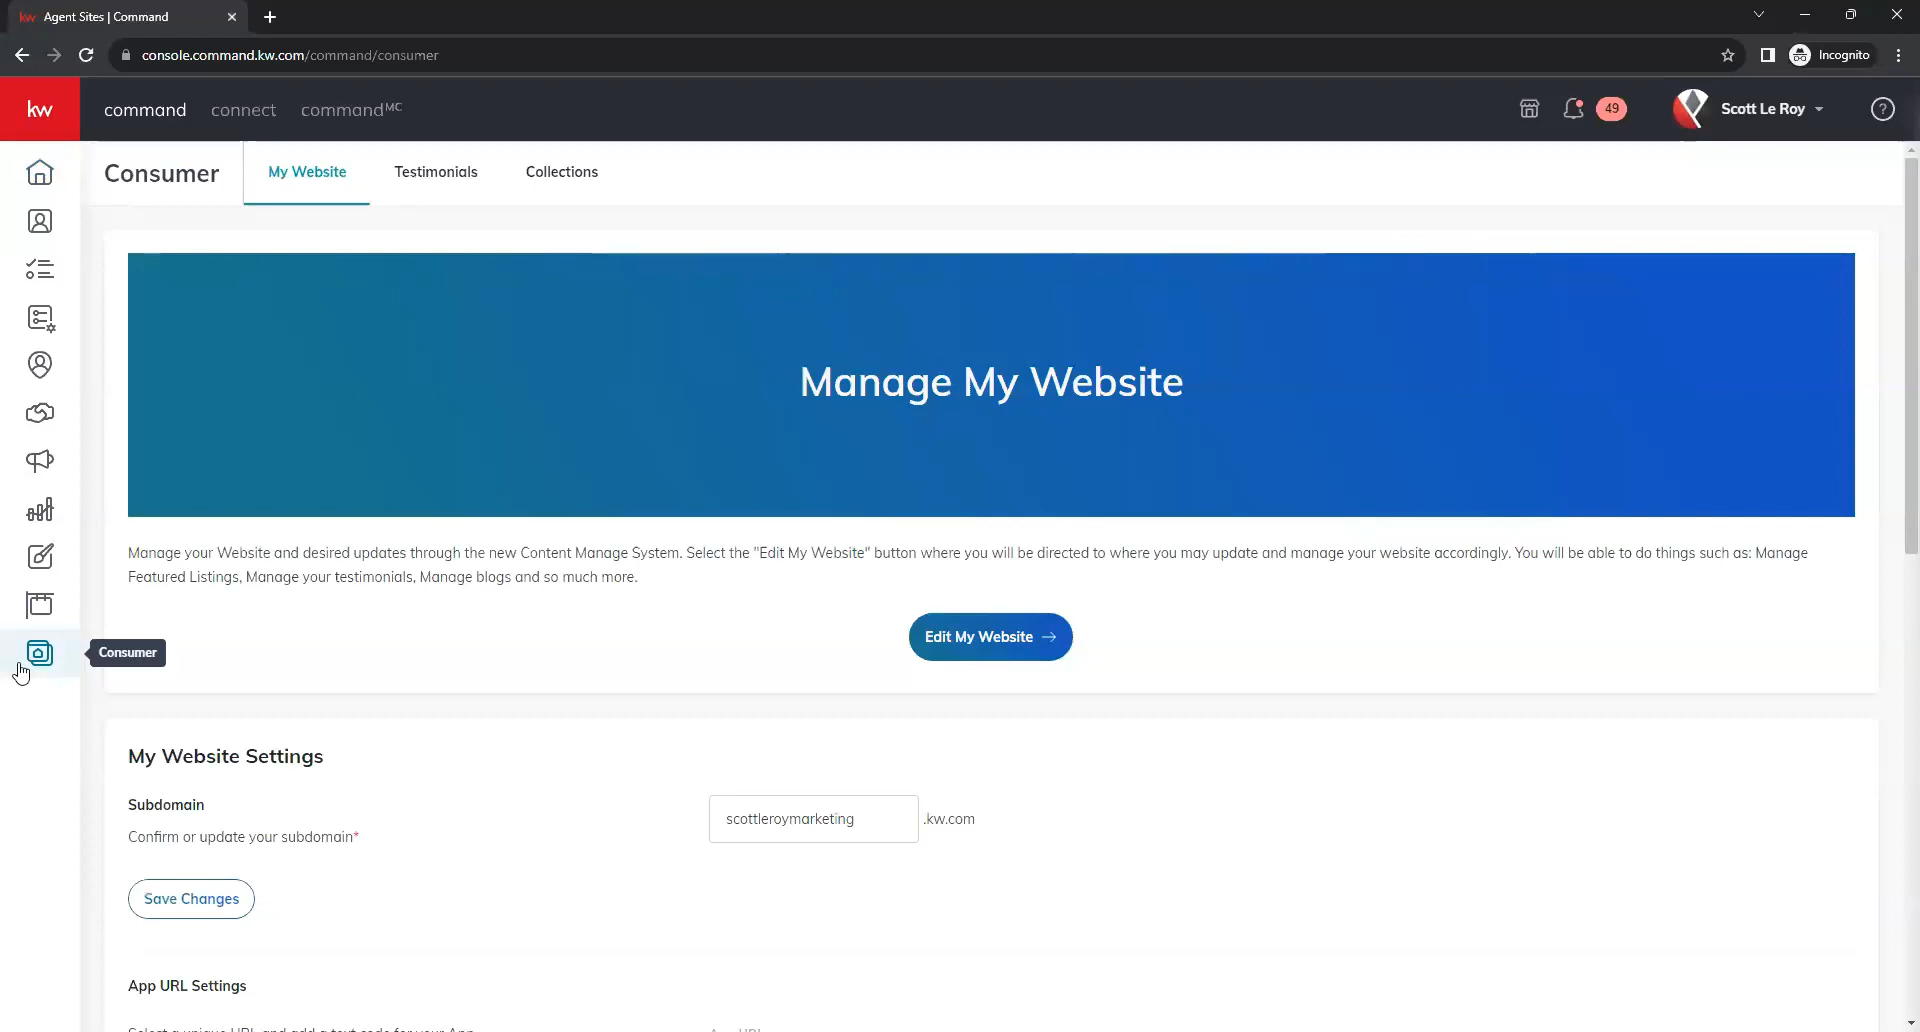 kw Agent Sites | Command
console.command.kw.com/command/consumer
Incognito
kw command connect commandMC
49 Scott Le Roy
Consumer My Website Testimonials Collections
Manage My Website
Manage your Website and desired updates through the new Content Manage System. Select the "Edit My Website" button where you will be directed to where you may update and manage your website accordingly. You will be able to do things such as: Manage
Featured Listings, Manage your testimonials, Manage blogs and so much more.
Edit My Website →
Consumer
My Website Settings
Subdomain
Confirm or update your subdomain*
scottleroymarketing .kw.com
Save Changes
App URL Settings
Select a unique URL and add a text code for your App
App URL